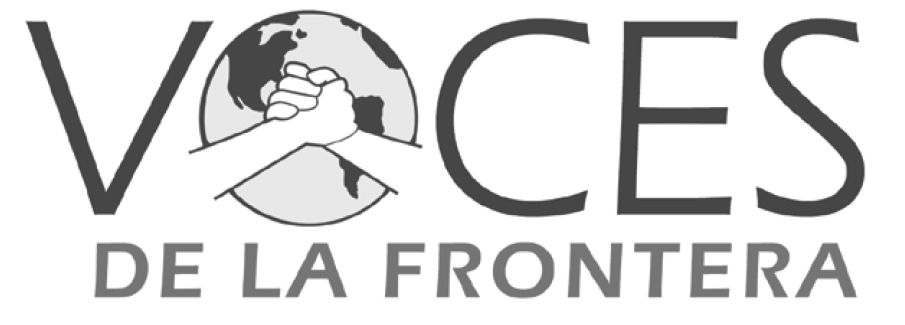 VOCES
DE LA FRONTERA